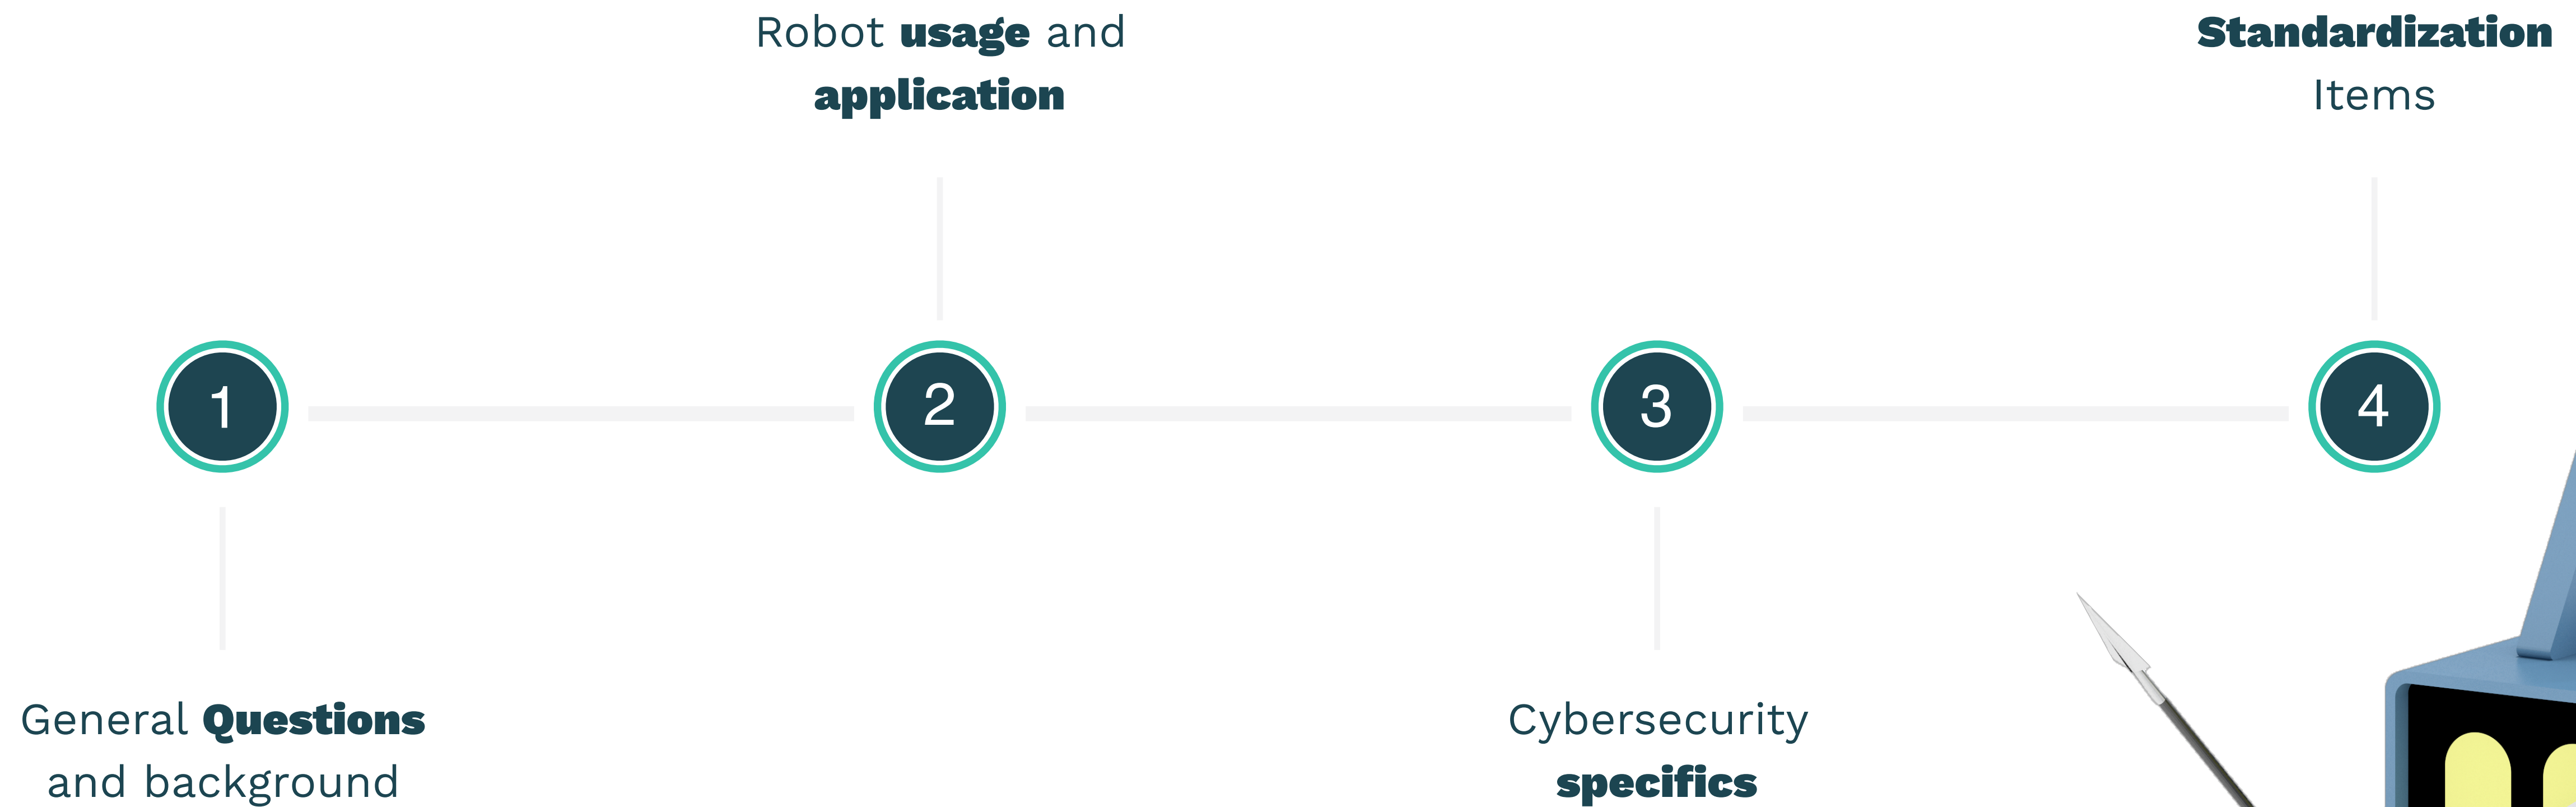 Robot usage and
application
Standardization
Items
1
2
3
4
General Questions
and background
Cybersecurity
specifics